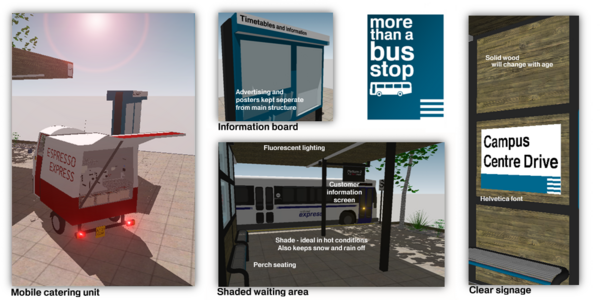 ESPRESSO
EXPRESS
Mobile catering unit
Timetables and information
Advertising and
posters kept seperate
from main structure
Information board
more
than a
bus
stop
Fluorescent lighting
Customer
information
screen
express
Shade - ideal in hot conditions
Also keeps snow and rain off
Perch seating
Shaded waiting area
Solid wood
will change with age
Campus
Centre Drive
Helvetica font
Clear signage